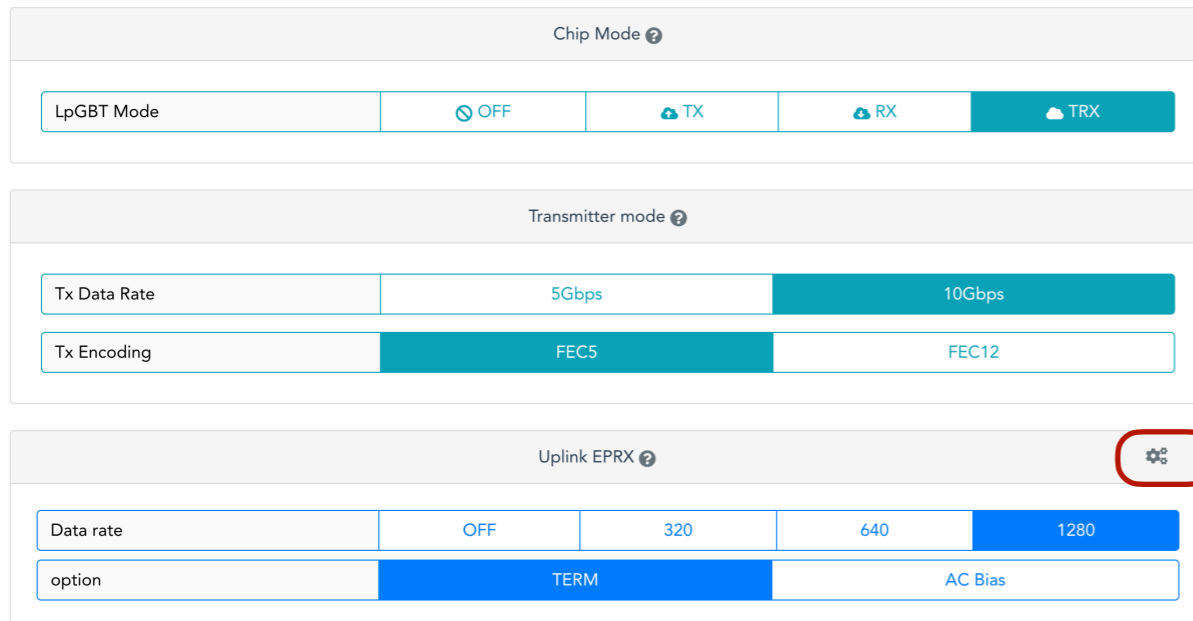 Chip Mode
LpGBT Mode OFF TX RX TRX
Transmitter mode
Tx Data Rate 5Gbps 10Gbps
Tx Encoding FEC5 FEC12
Uplink EPRX
Data rate OFF 320 640 1280
option TERM AC Bias